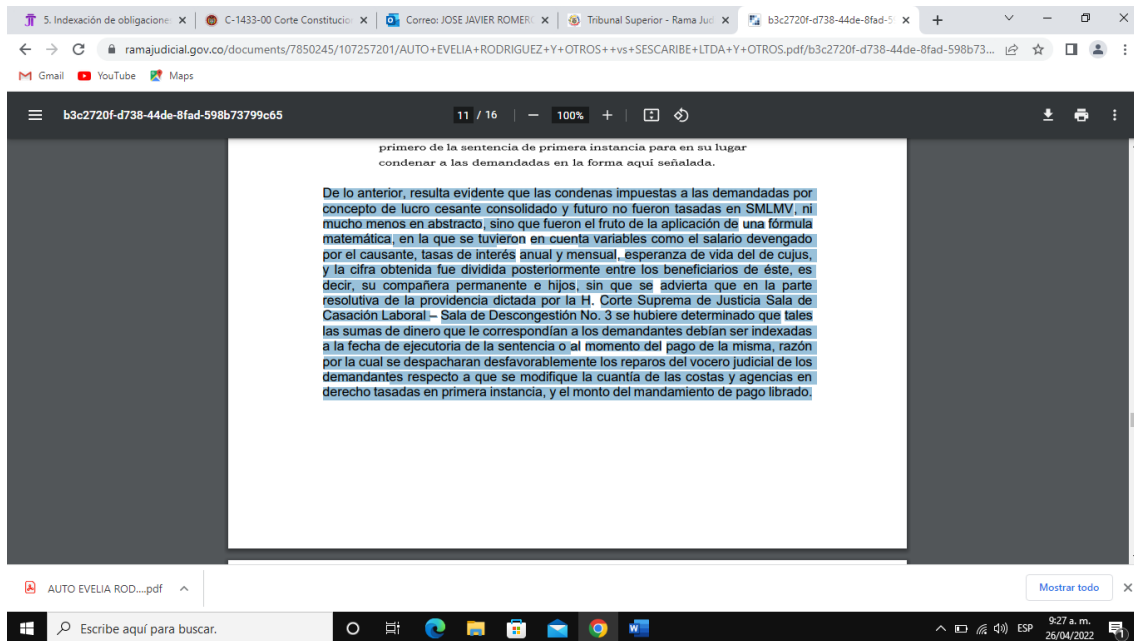 5. Indexación de obligacione
C-1433-00 Corte Constitucio
Correo: JOSE JAVIER ROMER
Tribunal Superior - Rama Jud
b3c2720f-d738-44de-8fad-5
ramajudicial.gov.co/documents/7850245/107257201/AUTO+EVELIA+RODRIGUEZ+Y+OTROS++vs+SESCARIBE+LTDA+Y+OTROS.pdf/b3c2720f-d738-44de-8fad-598b73...
Gmail
YouTube
Maps
b3c2720f-d738-44de-8fad-598b73799c65
11 / 16
100%
primero de la sentencia de primera instancia para en su lugar
condenar a las demandadas en la forma aquí señalada.
De lo anterior, resulta evidente que las condenas impuestas a las demandadas por
concepto de lucro cesante consolidado y futuro no fueron tasadas en SMLMV, ni
mucho menos en abstracto, sino que fueron el fruto de la aplicación de una fórmula
matemática, en la que se tuvieron en cuenta variables como el salario devengado
por el causante, tasas de interés anual y mensual, esperanza de vida del de cujus,
y la cifra obtenida fue dividida posteriormente entre los beneficiarios de éste, es
decir, su compañera permanente e hijos, sin que se advierta que en la parte
resolutiva de la providencia dictada por la H. Corte Suprema de Justicia Sala de
Casación Laboral – Sala de Descongestión No. 3 se hubiere determinado que tales
las sumas de dinero que le correspondían a los demandantes debían ser indexadas
a la fecha de ejecutoria de la sentencia o al momento del pago de la misma, razón
por la cual se despacharan desfavorablemente los reparos del vocero judicial de los
demandantes respecto a que se modifique la cuantía de las costas y agencias en
derecho tasadas en primera instancia, y el monto del mandamiento de pago librado.
AUTO EVELIA ROD....pdf
Mostrar todo
Escribe aquí para buscar.
ESP
9:27 a. m.
26/04/2022